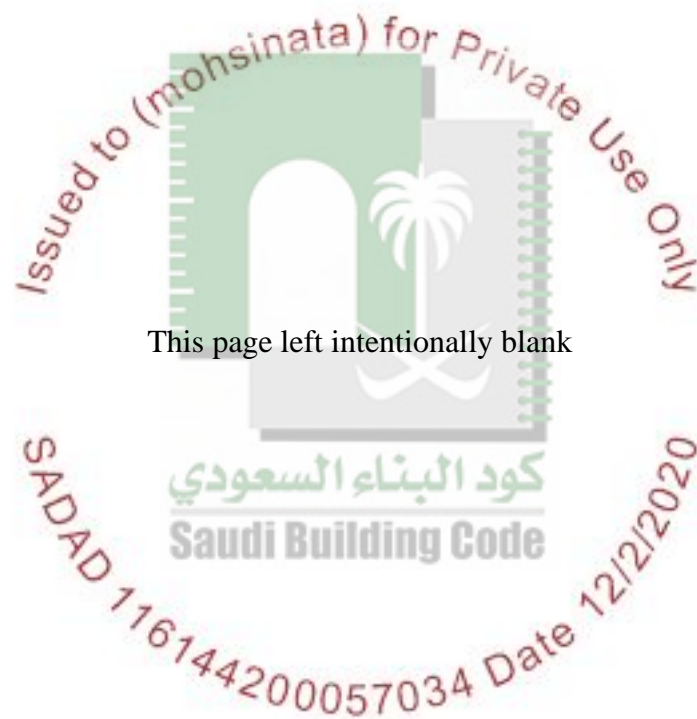 Issued to (mohsinata) for Private Use Only
This page left intentionally blank
كود البناء السعودي
Saudi Building Code
SADAD 116144200057034 Date 12/2/2020